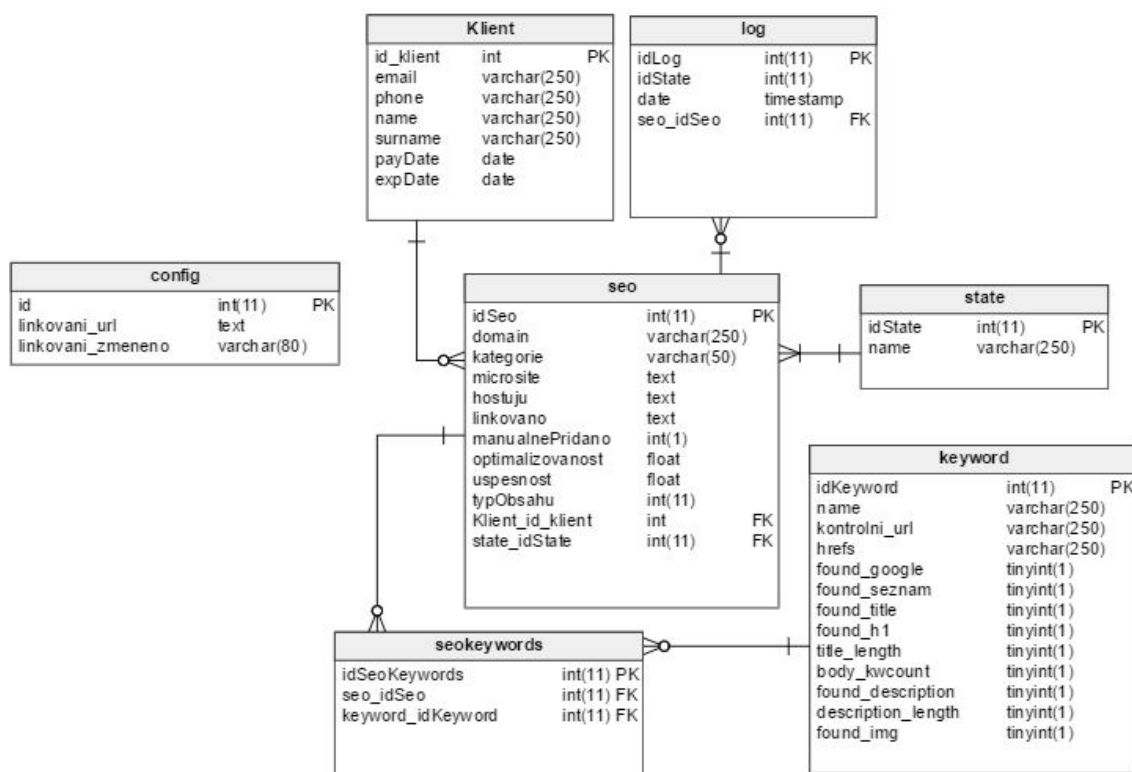 Klient
id_klient int PK
email varchar(250)
phone varchar(250)
name varchar(250)
surname varchar(250)
payDate date
expDate date
log
idLog int(11) PK
idState int(11)
date timestamp
seo_idSeo int(11) FK
config
id int(11) PK
linkovani_url text
linkovani_zmeneno varchar(80)
seo
idSeo int(11) PK
domain varchar(250)
kategorie varchar(50)
microsite text
hostuju text
linkovano text
manualnePridano int(1)
optimalizovanost float
uspesnost float
typObsahu int(11)
Klient_id_klient int FK
state_idState int(11) FK
state
idState int(11) PK
name varchar(250)
keyword
idKeyword int(11) PK
name varchar(250)
kontrolni_url varchar(250)
hrefs varchar(250)
found_google tinyint(1)
found_seznam tinyint(1)
found_title tinyint(1)
found_h1 tinyint(1)
title_length tinyint(1)
body_kwcount tinyint(1)
found_description tinyint(1)
description_length tinyint(1)
found_img tinyint(1)
seokeywords
idSeoKeywords int(11) PK
seo_idSeo int(11) FK
keyword_idKeyword int(11) FK